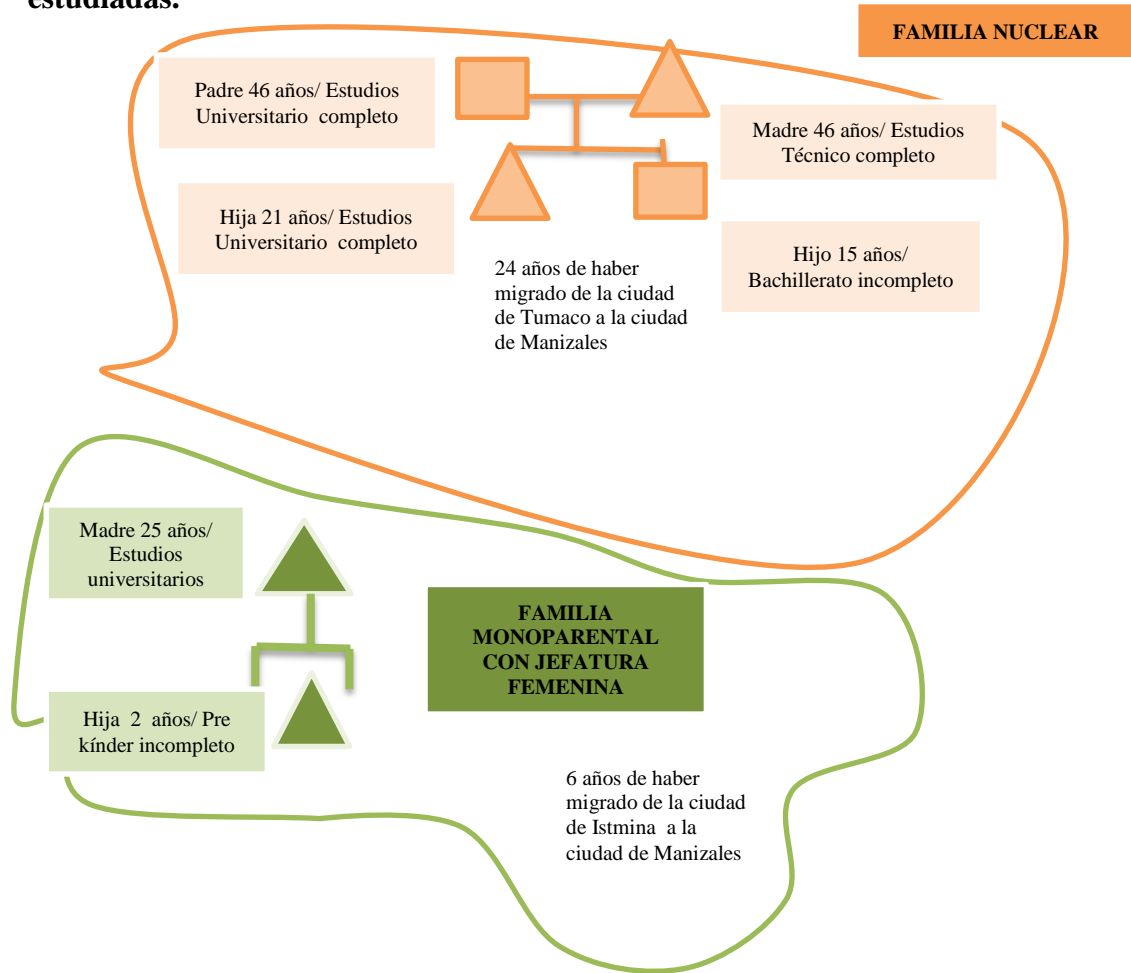 estudiadas.
FAMILIA NUCLEAR
Padre 46 años/ Estudios
Universitario completo
Madre 46 años/ Estudios
Técnico completo
Hija 21 años/ Estudios
Universitario completo
Hijo 15 años/
Bachillerato incompleto
24 años de haber
migrado de la ciudad
de Tumaco a la ciudad
de Manizales
Madre 25 años/
Estudios
universitarios
FAMILIA
MONOPARENTAL
CON JEFATURA
FEMENINA
Hija 2 años/ Pre
kínder incompleto
6 años de haber
migrado de la ciudad
de Istmina a la
ciudad de Manizales